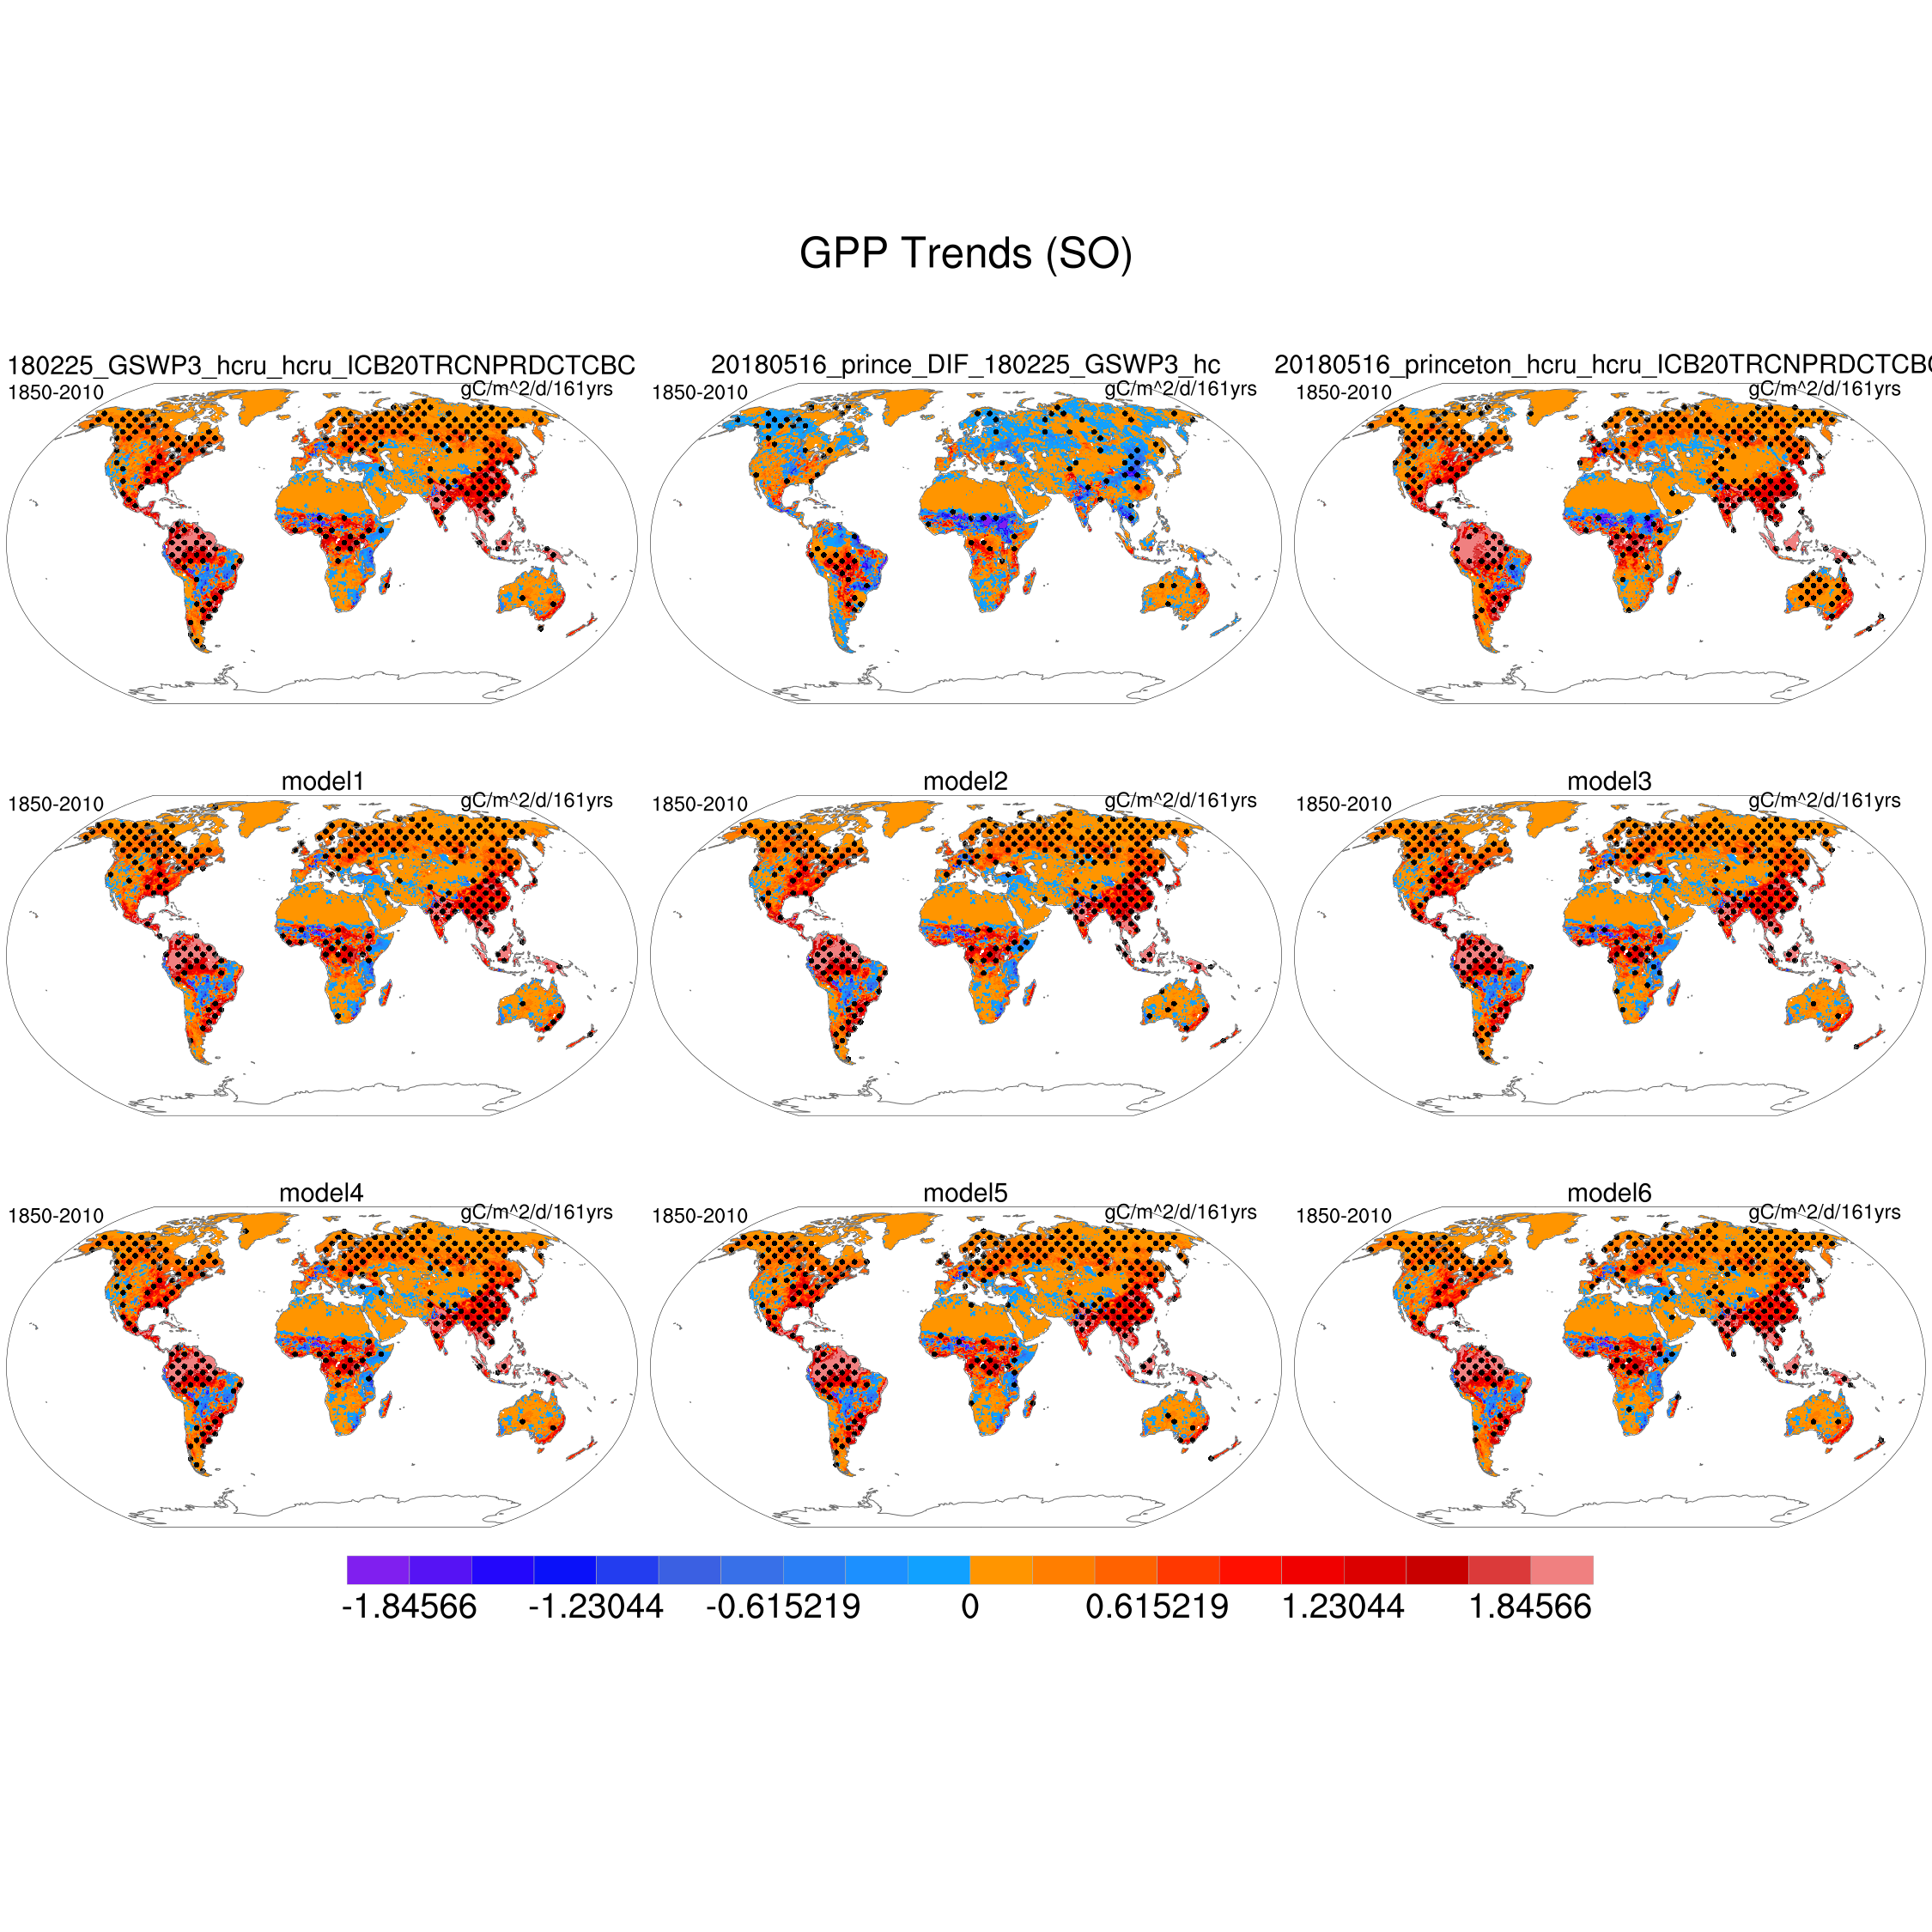 GPP Trends (SO)
180225_GSWP3_hcru_hcru_ICB20TRCNPRDCTCBC
1850-2010
gC/m^2/d/161yrs
20180516_prince_DIF_180225_GSWP3_hc
1850-2010
gC/m^2/d/161yrs
20180516_princeton_hcru_hcru_ICB20TRCNPRDCTCBC
1850-2010
gC/m^2/d/161yrs
model1
1850-2010
gC/m^2/d/161yrs
model2
1850-2010
gC/m^2/d/161yrs
model3
1850-2010
gC/m^2/d/161yrs
model4
1850-2010
gC/m^2/d/161yrs
model5
1850-2010
gC/m^2/d/161yrs
model6
1850-2010
gC/m^2/d/161yrs
-1.84566 -1.23044 -0.615219 0 0.615219 1.23044 1.84566